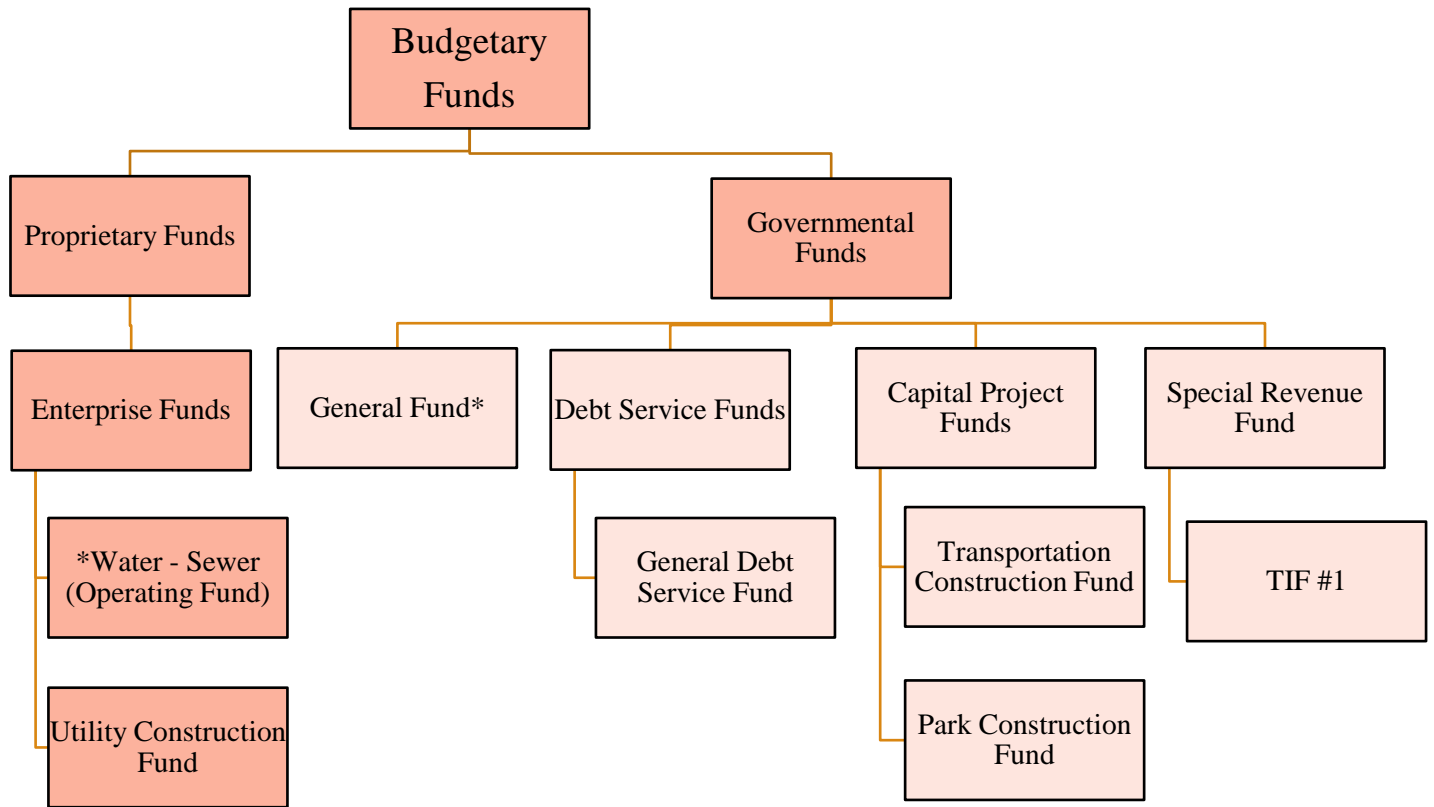 Budgetary
Funds
Proprietary Funds
Governmental
Funds
Enterprise Funds
General Fund*
Debt Service Funds
Capital Project
Funds
Special Revenue
Fund
*Water - Sewer
(Operating Fund)
General Debt
Service Fund
Transportation
Construction Fund
TIF #1
Utility Construction
Fund
Park Construction
Fund